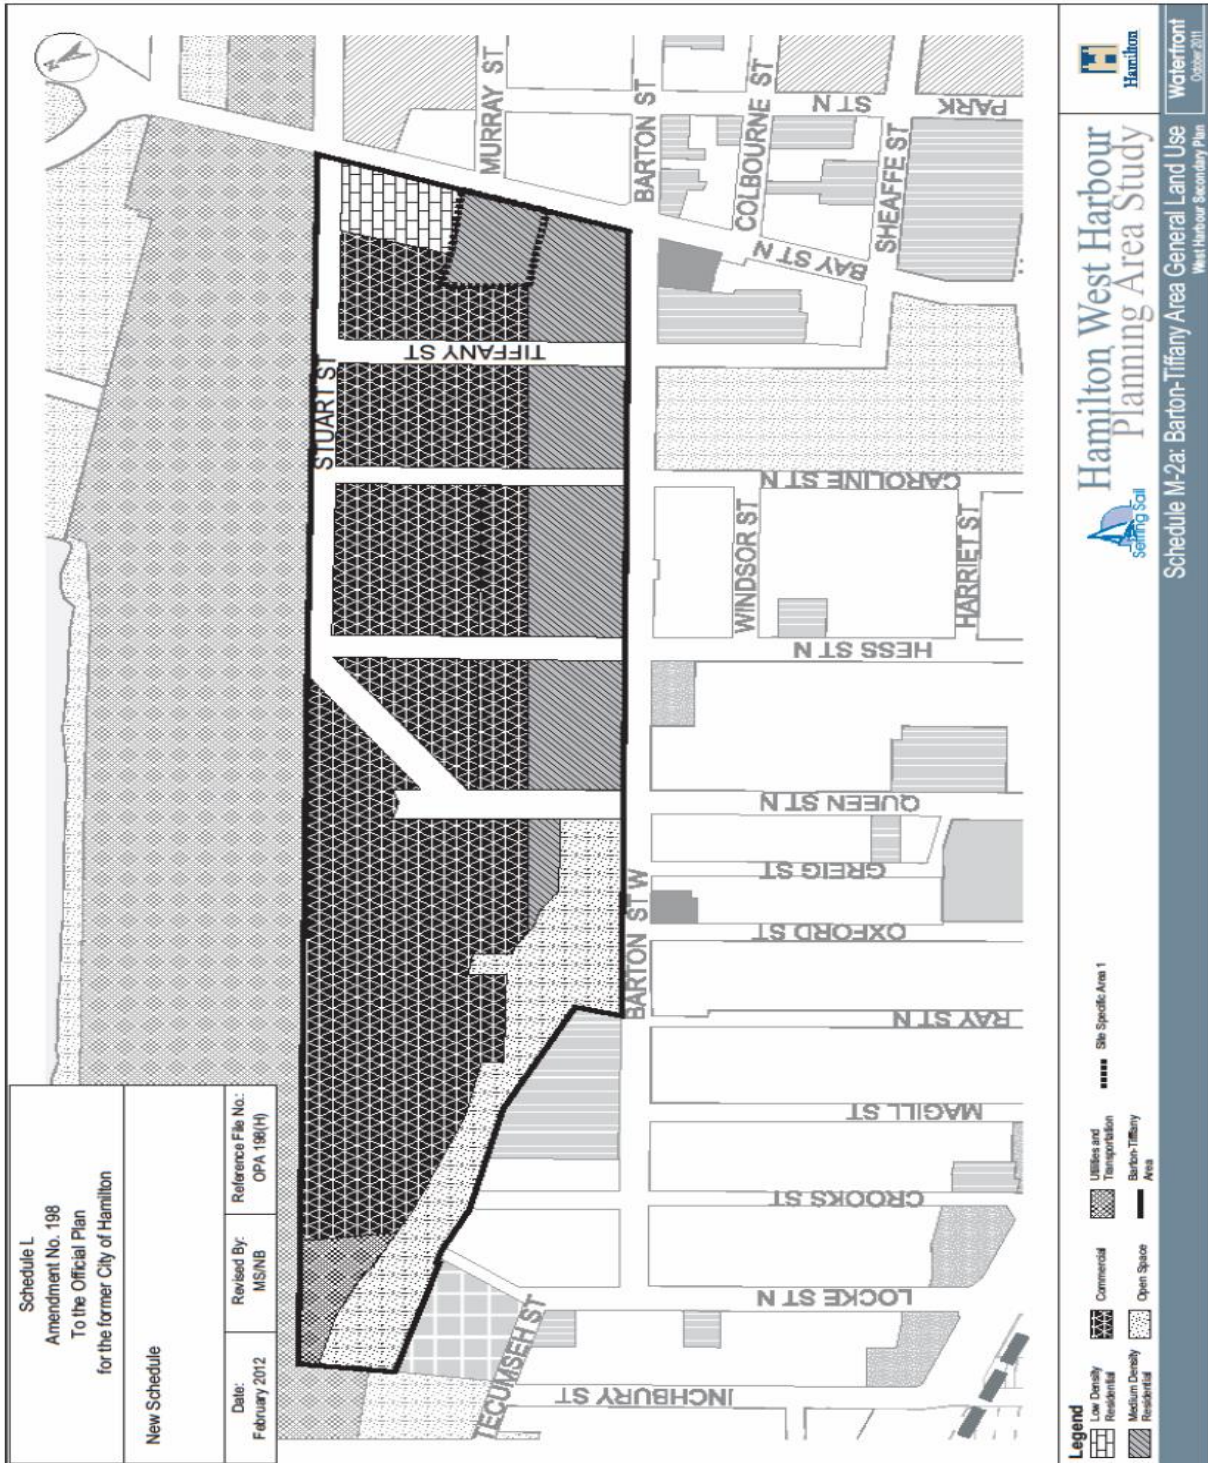 Schedule L
Amendment No. 198
To the Official Plan
for the former City of Hamilton
New Schedule
Date:
February 2012
Revised By:
MS/NB
Reference File No.:
OPA 198(H)
N
MURRAY ST
BARTON ST
COLBOURNE ST
SHEAFFE ST
PARK
ST N
BAY ST N
STUART ST
TIFFANY ST
CAROLINE ST N
WINDSOR ST
HARRIET ST
HESS ST N
QUEEN ST N
GREIG ST
BARTON ST W
OXFORD ST
RAY ST N
MAGILL ST
CROOKS ST
LOCKE ST N
TECUMSEH ST
INCHBURY ST
Legend
Low Density
Residential
Medium Density
Residential
Commercial
Open Space
Utilities and
Transportation
Barton-Tiffany
Area
Site Specific Area 1
Setting Sail
Hamilton West Harbour
Planning Area Study
Hamilton
Schedule M-2a: Barton-Tiffany Area General Land Use
West Harbour Secondary Plan
Waterfront
October 2011